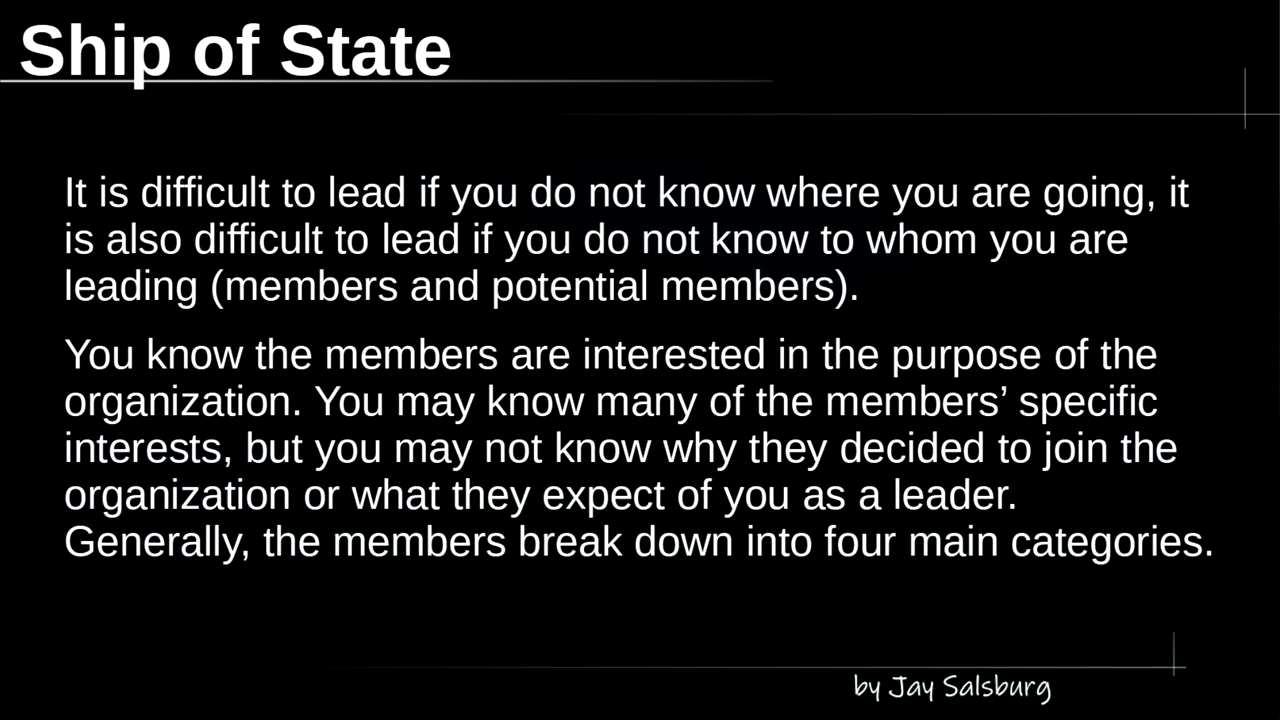 Ship of State
It is difficult to lead if you do not know where you are going, it
is also difficult to lead if you do not know to whom you are
leading (members and potential members).
You know the members are interested in the purpose of the
organization. You may know many of the members’ specific
interests, but you may not know why they decided to join the
organization or what they expect of you as a leader.
Generally, the members break down into four main categories.
by Jay Salsburg